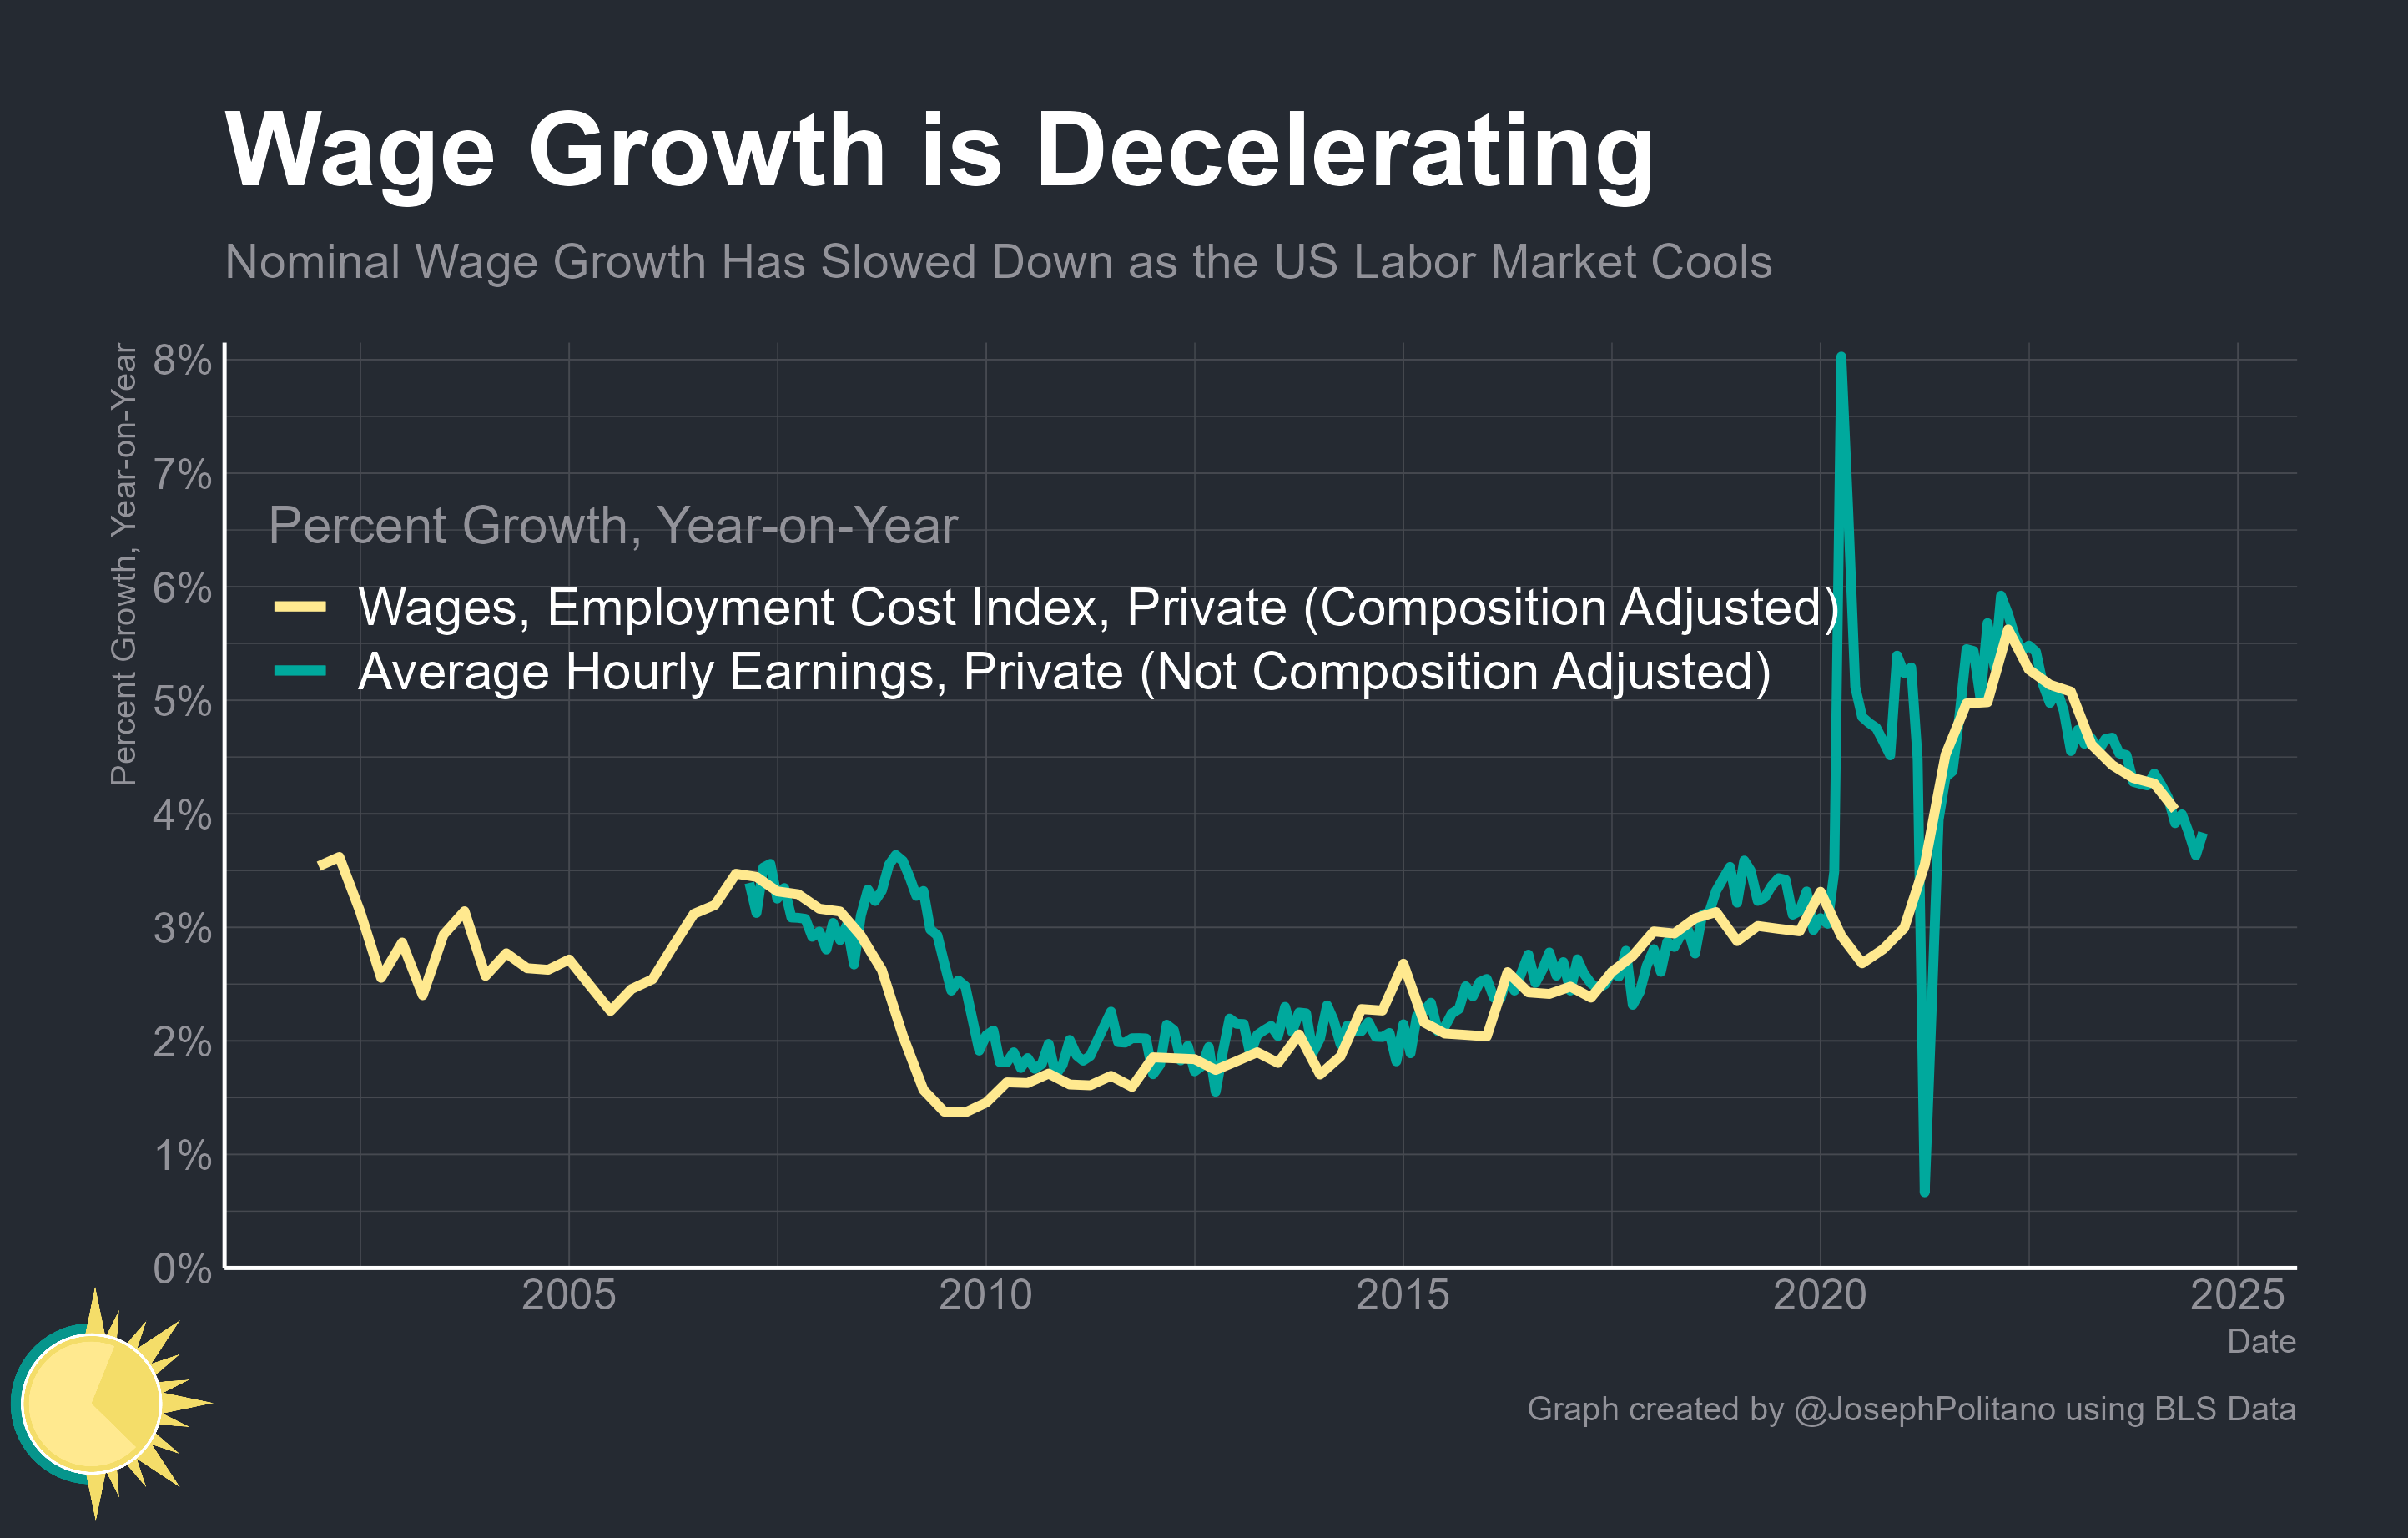 Wage Growth is Decelerating
Nominal Wage Growth Has Slowed Down as the US Labor Market Cools
Percent Growth, Year-on-Year
8%
7%
6%
5%
4%
3%
2%
1%
0%
Percent Growth, Year-on-Year
Wages, Employment Cost Index, Private (Composition Adjusted)
Average Hourly Earnings, Private (Not Composition Adjusted)
2005 2010 2015 2020 2025
Date
Graph created by @JosephPolitano using BLS Data